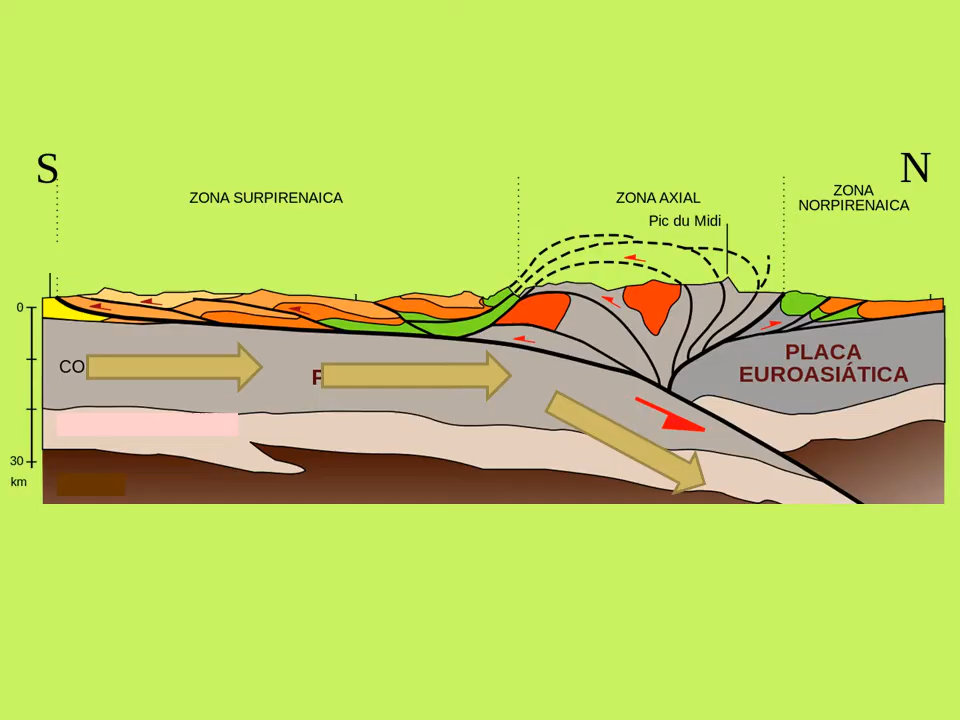 S
N
ZONA SURPIRENAICA
ZONA AXIAL
ZONA
NORPIRENAICA
Pic du Midi
0
CO
PLACA
EUROASIÁTICA
30
km